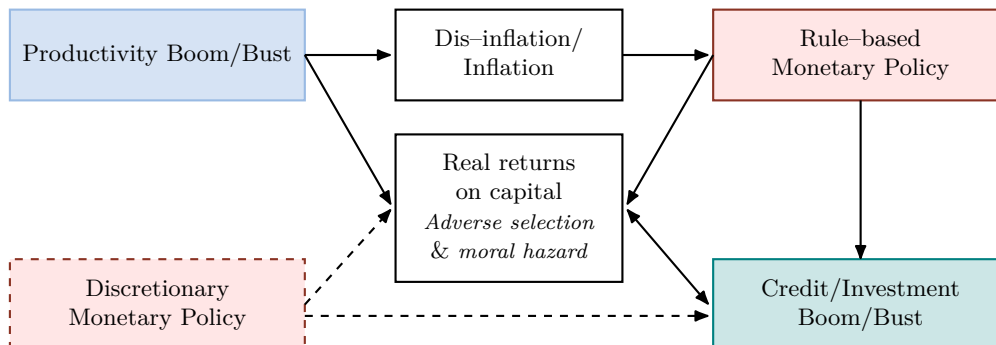 Productivity Boom/Bust
Dis–inflation/
Inflation
Rule–based
Monetary Policy
Real returns
on capital
Adverse selection
& moral hazard
Discretionary
Monetary Policy
Credit/Investment
Boom/Bust